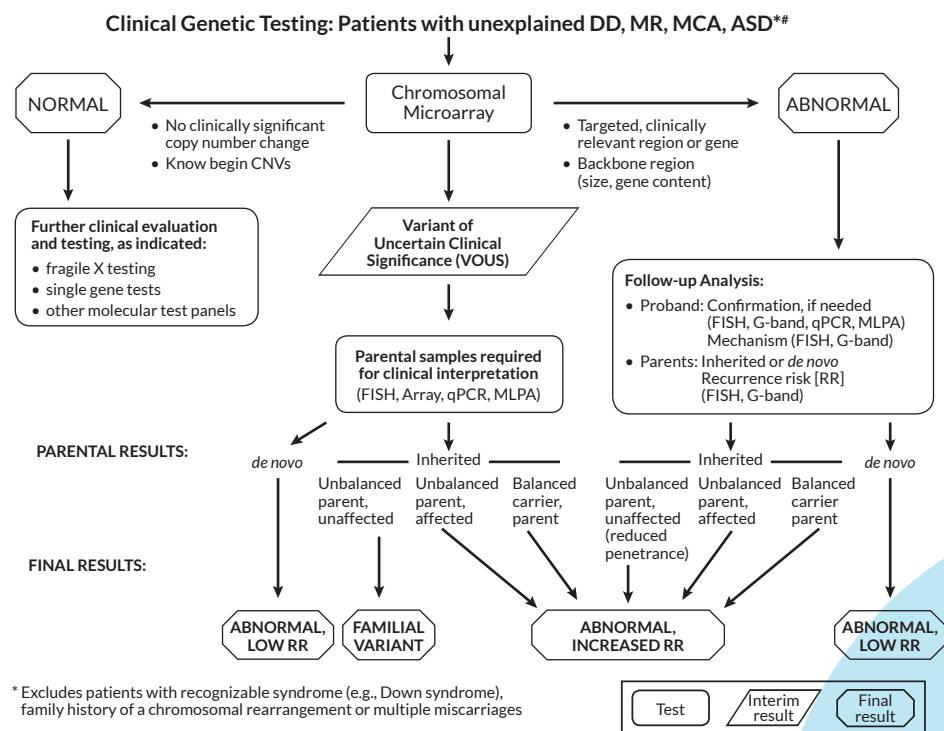 Clinical Genetic Testing: Patients with unexplained DD, MR, MCA, ASD*#
NORMAL
Chromosomal
Microarray
ABNORMAL
• No clinically significant
copy number change
• Know begin CNVs
• Targeted, clinically
relevant region or gene
• Backbone region
(size, gene content)
Further clinical evaluation
and testing, as indicated:
• fragile X testing
• single gene tests
• other molecular test panels
Variant of
Uncertain Clinical
Significance (VOUS)
Follow-up Analysis:
• Proband: Confirmation, if needed
(FISH, G-band, qPCR, MLPA)
Mechanism (FISH, G-band)
• Parents: Inherited or de novo
Recurrence risk [RR]
(FISH, G-band)
Parental samples required
for clinical interpretation
(FISH, Array, qPCR, MLPA)
PARENTAL RESULTS:
de novo
Inherited
Unbalanced
parent,
unaffected
Unbalanced
parent,
affected
Balanced
carrier,
parent
Inherited
de novo
Unbalanced
parent,
unaffected
(reduced
penetrance)
Unbalanced
parent,
affected
Balanced
carrier
parent
FINAL RESULTS:
ABNORMAL,
LOW RR
FAMILIAL
VARIANT
ABNORMAL,
INCREASED RR
ABNORMAL,
LOW RR
* Excludes patients with recognizable syndrome (e.g., Down syndrome),
family history of a chromosomal rearrangement or multiple miscarriages
Test
Interim
result
Final
result